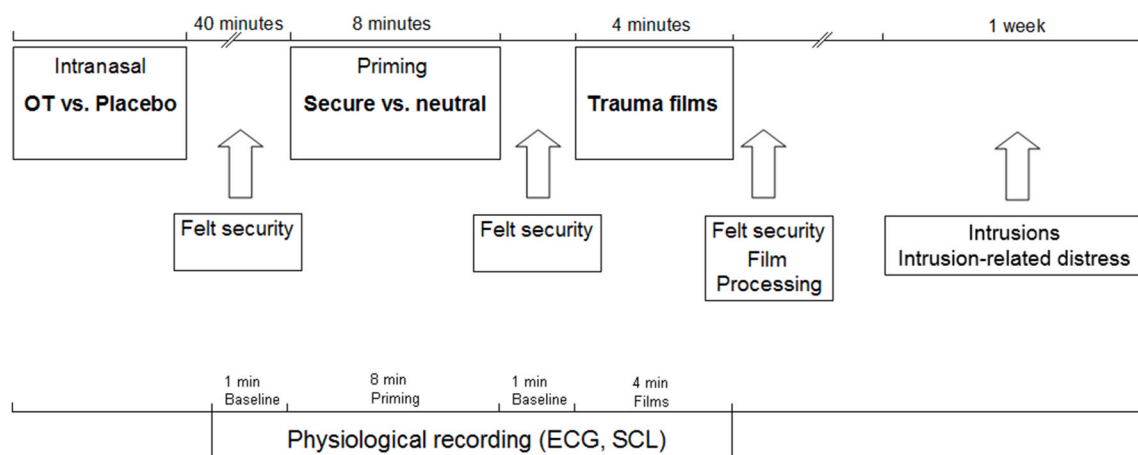 40 minutes
8 minutes
4 minutes
1 week
Intranasal
OT vs. Placebo
Priming
Secure vs. neutral
Trauma films
Felt security
Felt security
Felt security
Film
Processing
Intrusions
Intrusion-related distress
1 min
Baseline
8 min
Priming
1 min
Baseline
4 min
Films
Physiological recording (ECG, SCL)